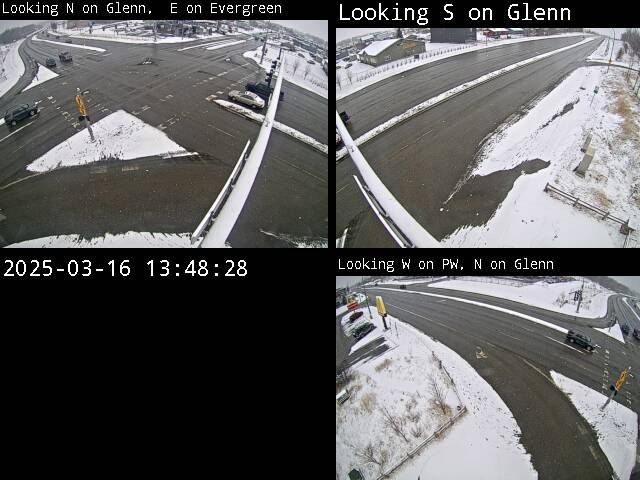 Looking N on Glenn,  E on Evergreen
Looking S on Glenn
2025-03-16 13:48:28
Looking W on PW, N on Glenn